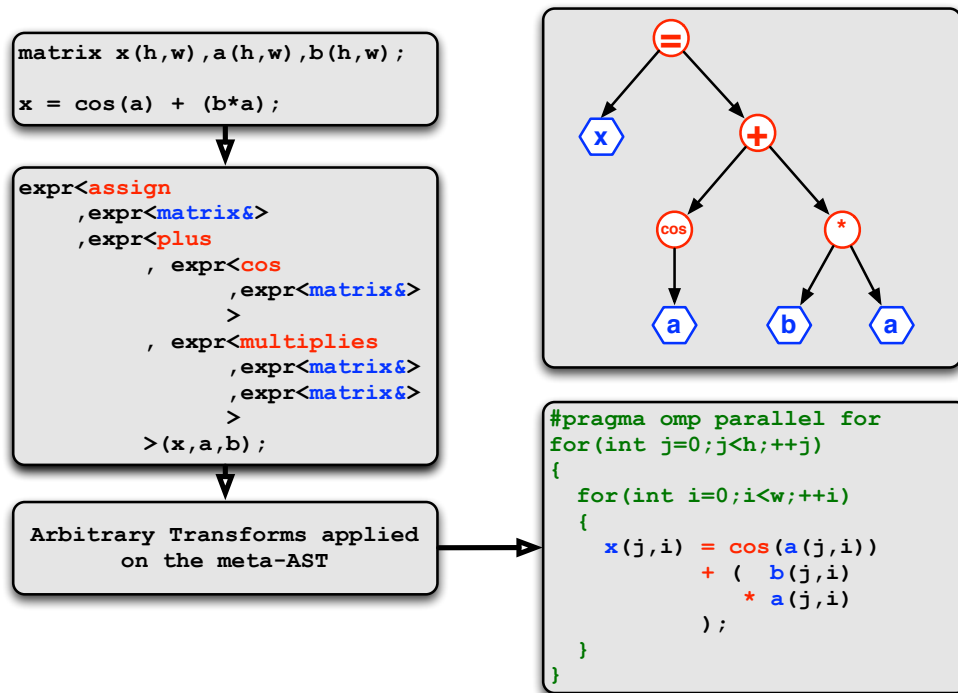 matrix x(h,w),a(h,w),b(h,w);
x = cos(a) + (b*a);
expr<assign
,expr<matrix&>
,expr<plus
, expr<cos
,expr<matrix&>
>
, expr<multiplies
,expr<matrix&>
,expr<matrix&>
>
>(x,a,b);
Arbitrary Transforms applied
on the meta-AST
=
x
+
cos
*
a
b
a
#pragma omp parallel for
for(int j=0;j<h;++j)
{
for(int i=0;i<w;++i)
{
x(j,i) = cos(a(j,i))
+ ( b(j,i)
* a(j,i)
);
}
}